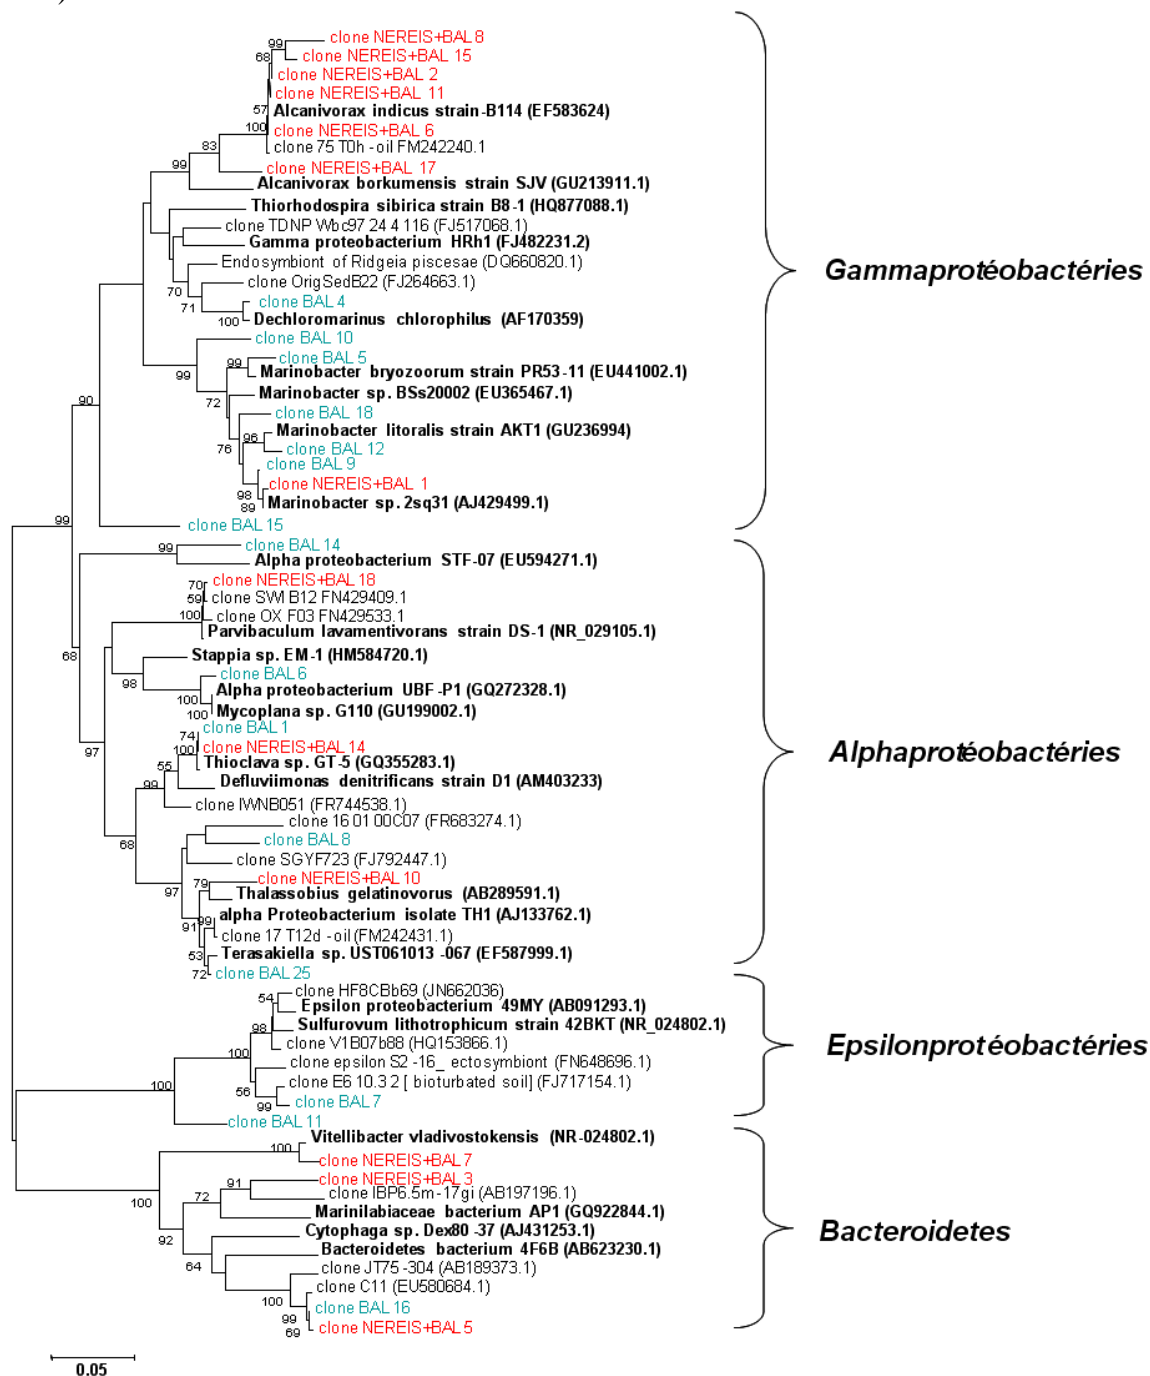 )
99
clone NEREIS+BAL 8
68
clone NEREIS+BAL 15
clone NEREIS+BAL 2
clone NEREIS+BAL 11
57
Alcanivorax indicus strain-B114 (EF583624)
100
clone NEREIS+BAL 6
83
clone 75 T0h -oil FM242240.1
99
clone NEREIS+BAL 17
Alcanivorax borkumensis strain SJV (GU213911.1)
Thiorhodospira sibirica strain B8-1 (HQ877088.1)
clone TDNP Wbc97 24 4 116 (FJ517068.1)
Gamma proteobacterium HRh1 (FJ482231.2)
Endosymbiont of Ridgeia piscesae (DQ660820.1)
Gammaprotéobactéries
clone OrigSedB22 (FJ264663.1)
70
clone BAL 4
71
100
Dechloromarinus chlorophilus (AF170359)
clone BAL 10
99
clone BAL 5
99
Marinobacter bryozoorum strain PR53-11 (EU441002.1)
Marinobacter sp. BSs20002 (EU365467.1)
90
72
clone BAL 18
Marinobacter litoralis strain AKT1 (GU236994)
96
76
clone BAL 12
clone BAL 9
clone NEREIS+BAL 1
98
Marinobacter sp. 2sq31 (AJ429499.1)
89
99
clone BAL 15
99
clone BAL 14
Alpha proteobacterium STF-07 (EU594271.1)
70
clone NEREIS+BAL 18
59
clone SWI B12 FN429409.1
100
clone OX F03 FN429533.1
Parvibaculum lavamentivorans strain DS-1 (NR_029105.1)
68
Stappia sp. EM-1 (HM584720.1)
98
clone BAL 6
Alpha proteobacterium UBF -P1 (GQ272328.1)
100
Mycoplana sp. G110 (GU199002.1)
100
clone BAL 1
74
97
100
clone NEREIS+BAL 14
Alphaprotéobactéries
55
Thioclava sp. GT-5 (GQ355283.1)
99
Defluviimonas denitrificans strain D1 (AM403233)
clone IWNB051 (FR744538.1)
clone 16 01 00C07 (FR683274.1)
68
clone BAL 8
clone SGYF723 (FJ792447.1)
79
clone NEREIS+BAL 10
97
Thalassobius gelatinovorus (AB289591.1)
99
alpha Proteobacterium isolate TH1 (AJ133762.1)
91
clone 17 T12d -oil (FM242431.1)
53
Terasakiella sp. UST061013 -067 (EF587999.1)
72
clone BAL 25
clone HF8CBb69 (JN662036)
54
Epsilon proteobacterium 49MY (AB091293.1)
98
Sulfurovum lithotrophicum strain 42BKT (NR_024802.1)
clone V1B07b88 (HQ153866.1)
Epsilonprotéobactéries
100
clone epsilon S2 -16_ ectosymbiont (FN648696.1)
100
clone E6 10.3 2 [ bioturbated soil] (FJ717154.1)
56
99
clone BAL 7
clone BAL 11
Vitellibacter vladivostokensis (NR-024802.1)
100
clone NEREIS+BAL 7
91
clone NEREIS+BAL 3
100
72
clone IBP6.5m-17gi (AB197196.1)
Marinilabiaceae bacterium AP1 (GQ922844.1)
Cytophaga sp. Dex80 -37 (AJ431253.1)
Bacteroidetes
92
Bacteroidetes bacterium 4F6B (AB623230.1)
64
clone JT75 -304 (AB189373.1)
clone C11 (EU580684.1)
100
clone BAL 16
99
clone NEREIS+BAL 5
69
0.05